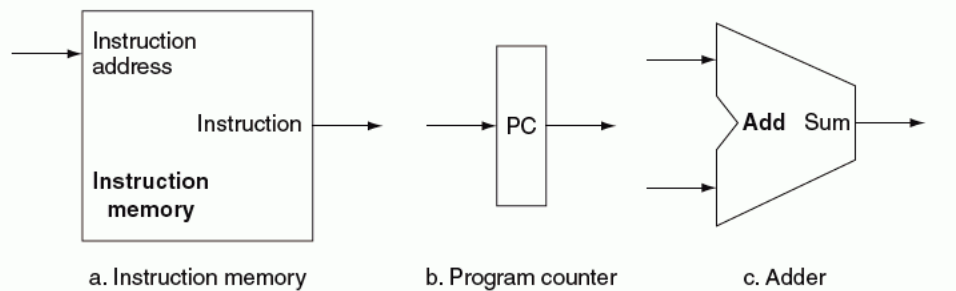 Instruction
address
Instruction
Instruction
memory
a. Instruction memory
PC
b. Program counter
Add Sum
c. Adder